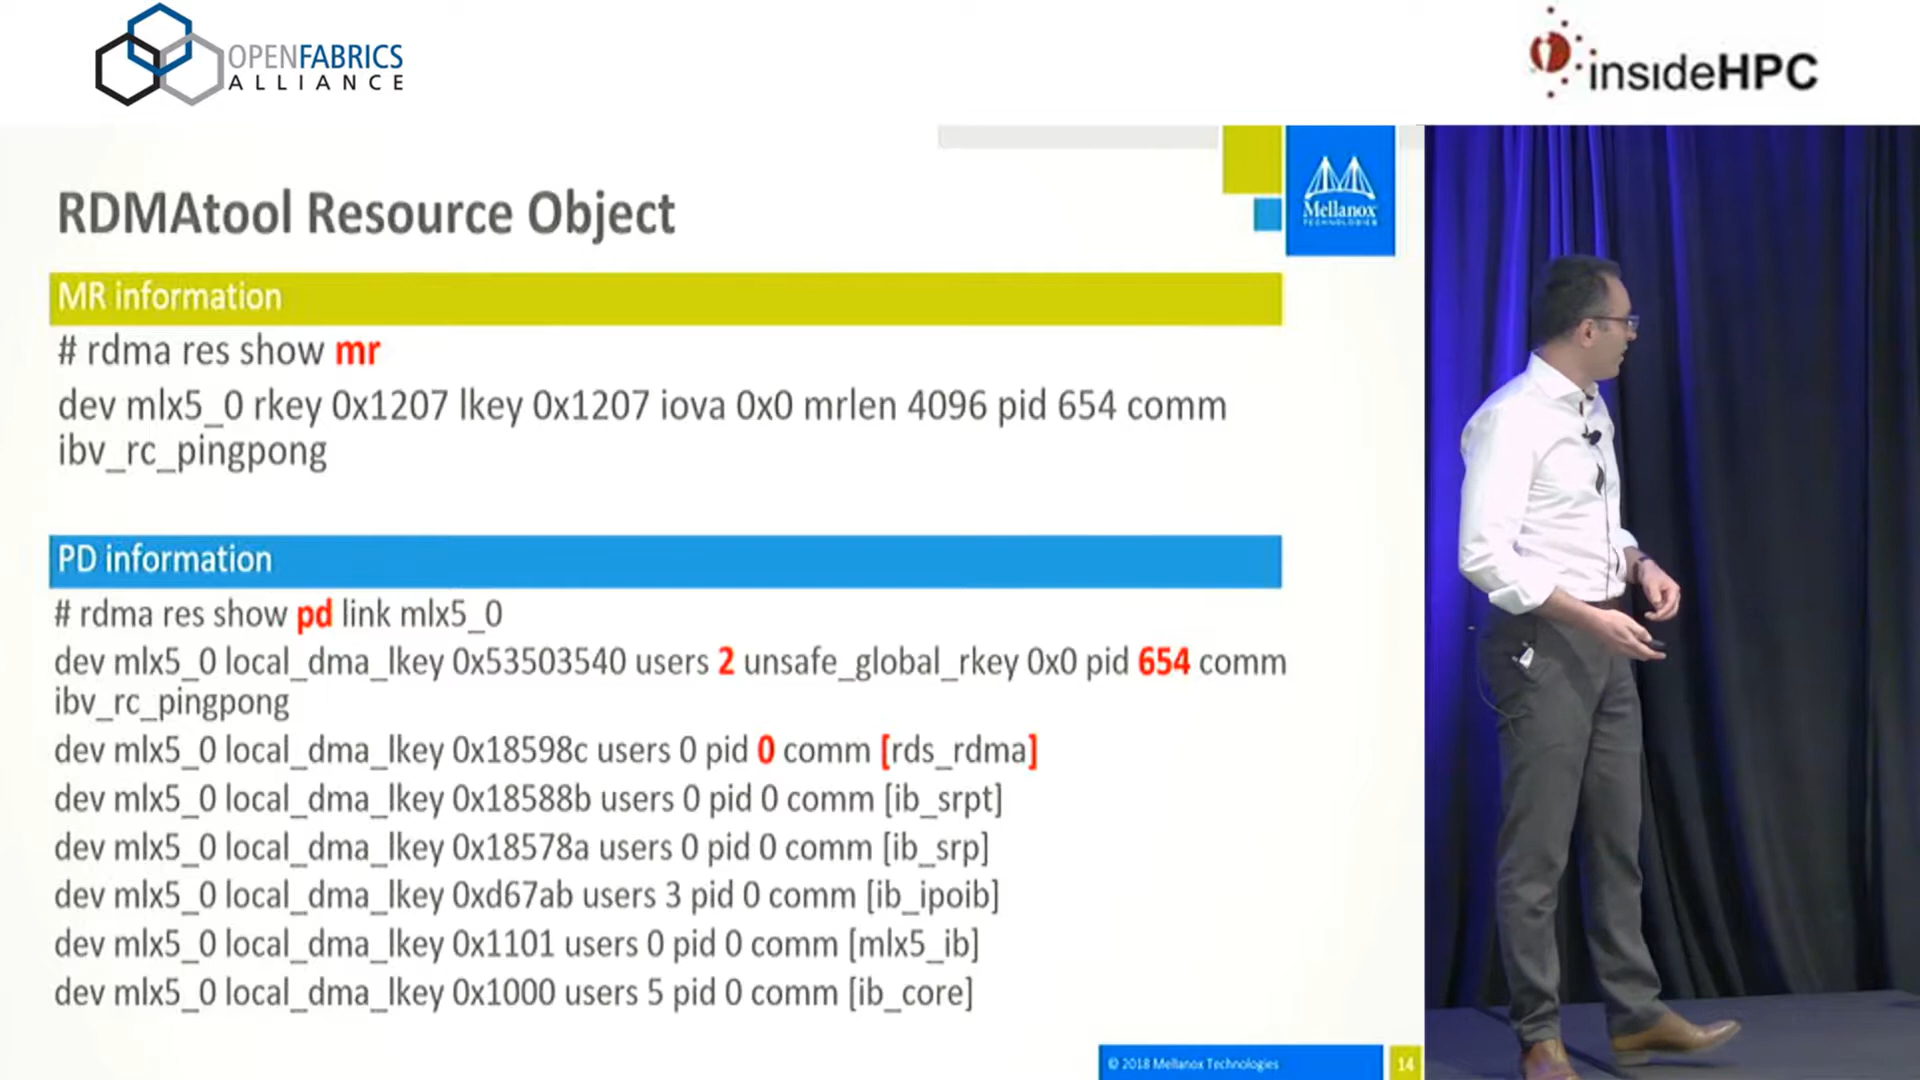 OPENFABRICS
ALLIANCE
insideHPC
Mellanox
TECHNOLOGIES
RDMAtool Resource Object
MR information
# rdma res show mr
dev mlx5_0 rkey 0x1207 lkey 0x1207 iova 0x0 mrlen 4096 pid 654 comm
ibv_rc_pingpong
PD information
# rdma res show pd link mlx5_0
dev mlx5_0 local_dma_lkey 0x53503540 users 2 unsafe_global_rkey 0x0 pid 654 comm
ibv_rc_pingpong
dev mlx5_0 local_dma_lkey 0x18598c users 0 pid 0 comm [rds_rdma]
dev mlx5_0 local_dma_lkey 0x18588b users 0 pid 0 comm [ib_srpt]
dev mlx5_0 local_dma_lkey 0x18578a users 0 pid 0 comm [ib_srp]
dev mlx5_0 local_dma_lkey 0xd67ab users 3 pid 0 comm [ib_ipoib]
dev mlx5_0 local_dma_lkey 0x1101 users 0 pid 0 comm [mlx5_ib]
dev mlx5_0 local_dma_lkey 0x1000 users 5 pid 0 comm [ib_core]
© 2018 Mellanox Technologies
14